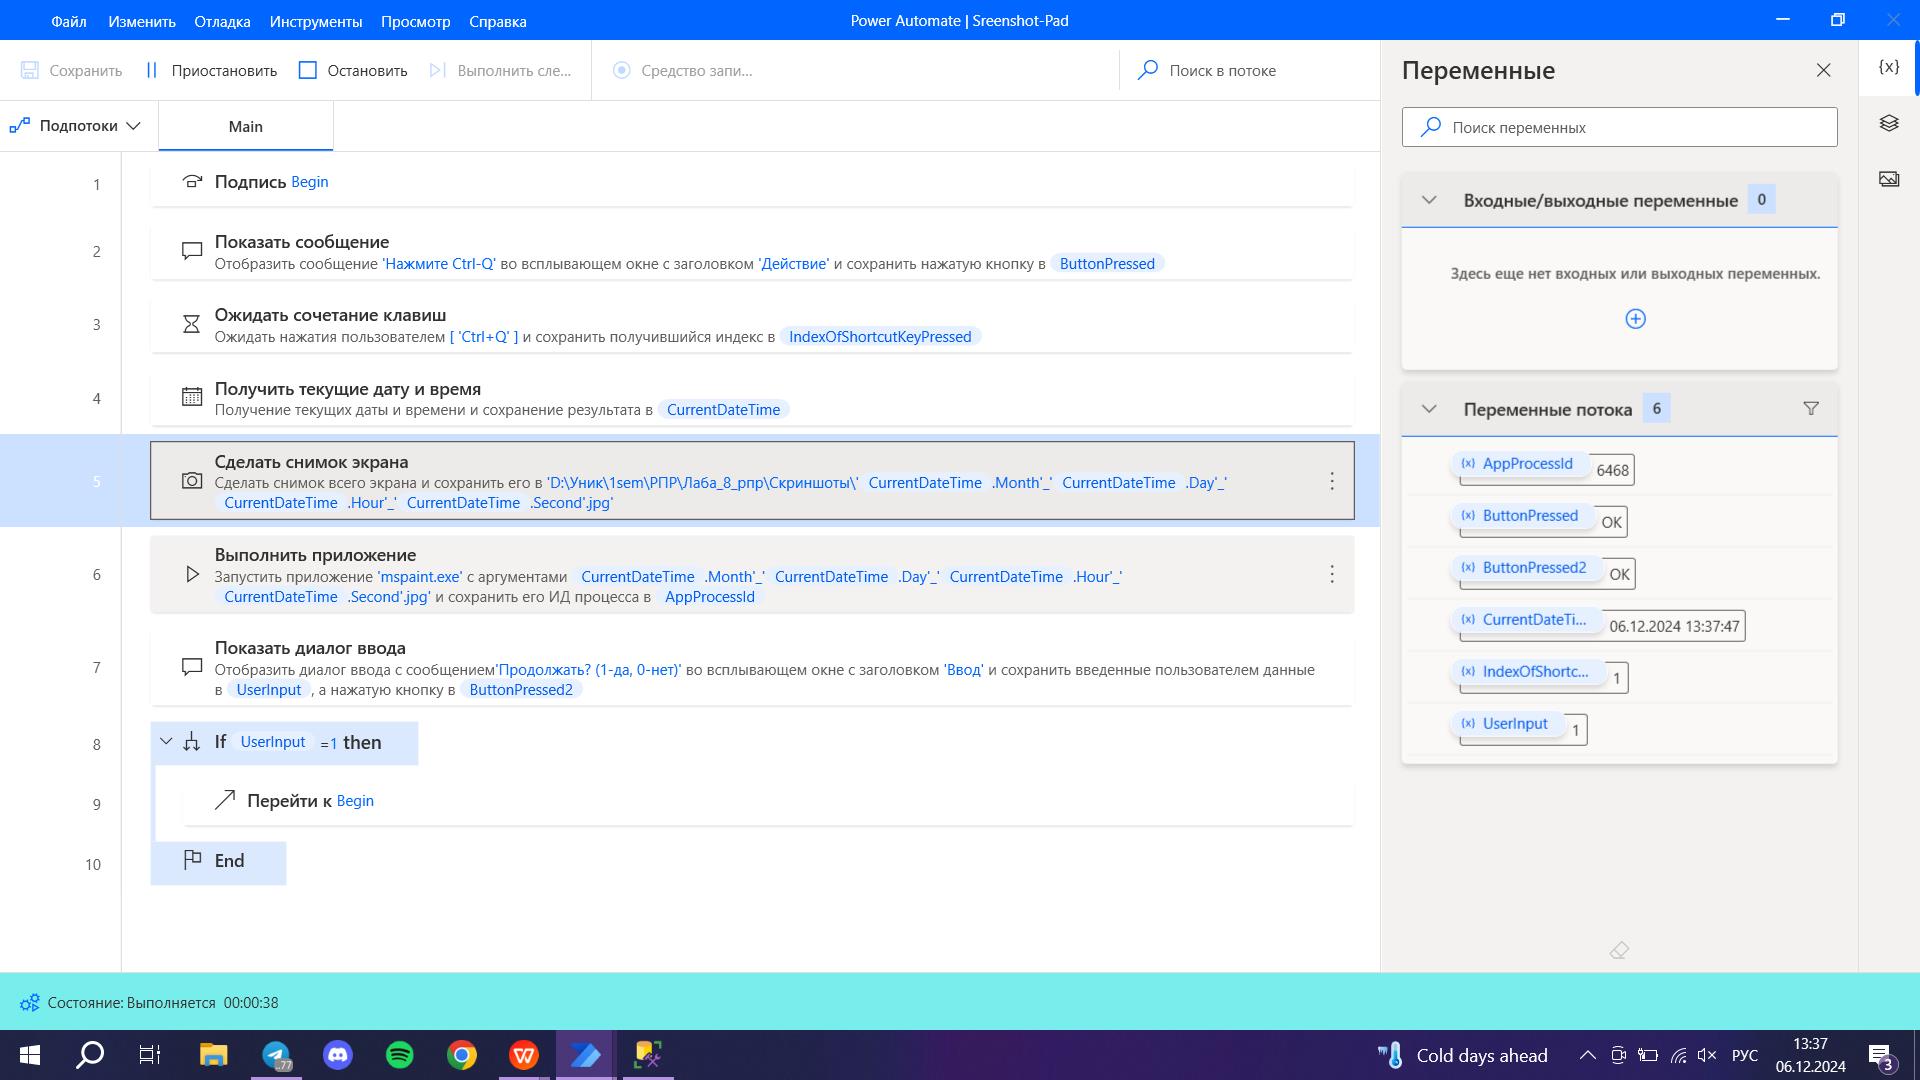 Файл Изменить Отладка Инструменты Просмотр Справка
Power Automate | Sreenshot-Pad
Сохранить Приостановить Остановить Выполнить сле... Средство запи... Поиск в потоке
Подпотоки Main
1 Подпись Begin
2 Показать сообщение
Отобразить сообщение 'Нажмите Ctrl-Q' во всплывающем окне с заголовком 'Действие' и сохранить нажатую кнопку в ButtonPressed
3 Ожидать сочетание клавиш
Ожидать нажатия пользователем [ 'Ctrl+Q' ] и сохранить получившийся индекс в IndexOfShortcutKeyPressed
4 Получить текущие дату и время
Получение текущих даты и времени и сохранение результата в CurrentDateTime
5 Сделать снимок экрана
Сделать снимок всего экрана и сохранить его в 'D:\Уник\1sem\РПР\Лаба_8_рпр\Скриншоты\' CurrentDateTime .Month'_' CurrentDateTime .Day'_'
CurrentDateTime .Hour'_' CurrentDateTime .Second'.jpg'
6 Выполнить приложение
Запустить приложение 'mspaint.exe' с аргументами CurrentDateTime .Month'_' CurrentDateTime .Day'_' CurrentDateTime .Hour'_'
CurrentDateTime .Second'.jpg' и сохранить его ИД процесса в AppProcessId
7 Показать диалог ввода
Отобразить диалог ввода с сообщением'Продолжать? (1-да, 0-нет)' во всплывающем окне с заголовком 'Ввод' и сохранить введенные пользователем данные
в UserInput , а нажатую кнопку в ButtonPressed2
8 If UserInput =1 then
9 Перейти к Begin
10 End
Переменные
{x}
Поиск переменных
Входные/выходные переменные 0
Здесь еще нет входных или выходных переменных.
Переменные потока 6
(x) AppProcessId 6468
(x) ButtonPressed OK
(x) ButtonPressed2 OK
(x) CurrentDateTi... 06.12.2024 13:37:47
(x) IndexOfShortc... 1
(x) UserInput 1
Состояние: Выполняется 00:00:38
77
Cold days ahead
РУС
13:37
06.12.2024
3